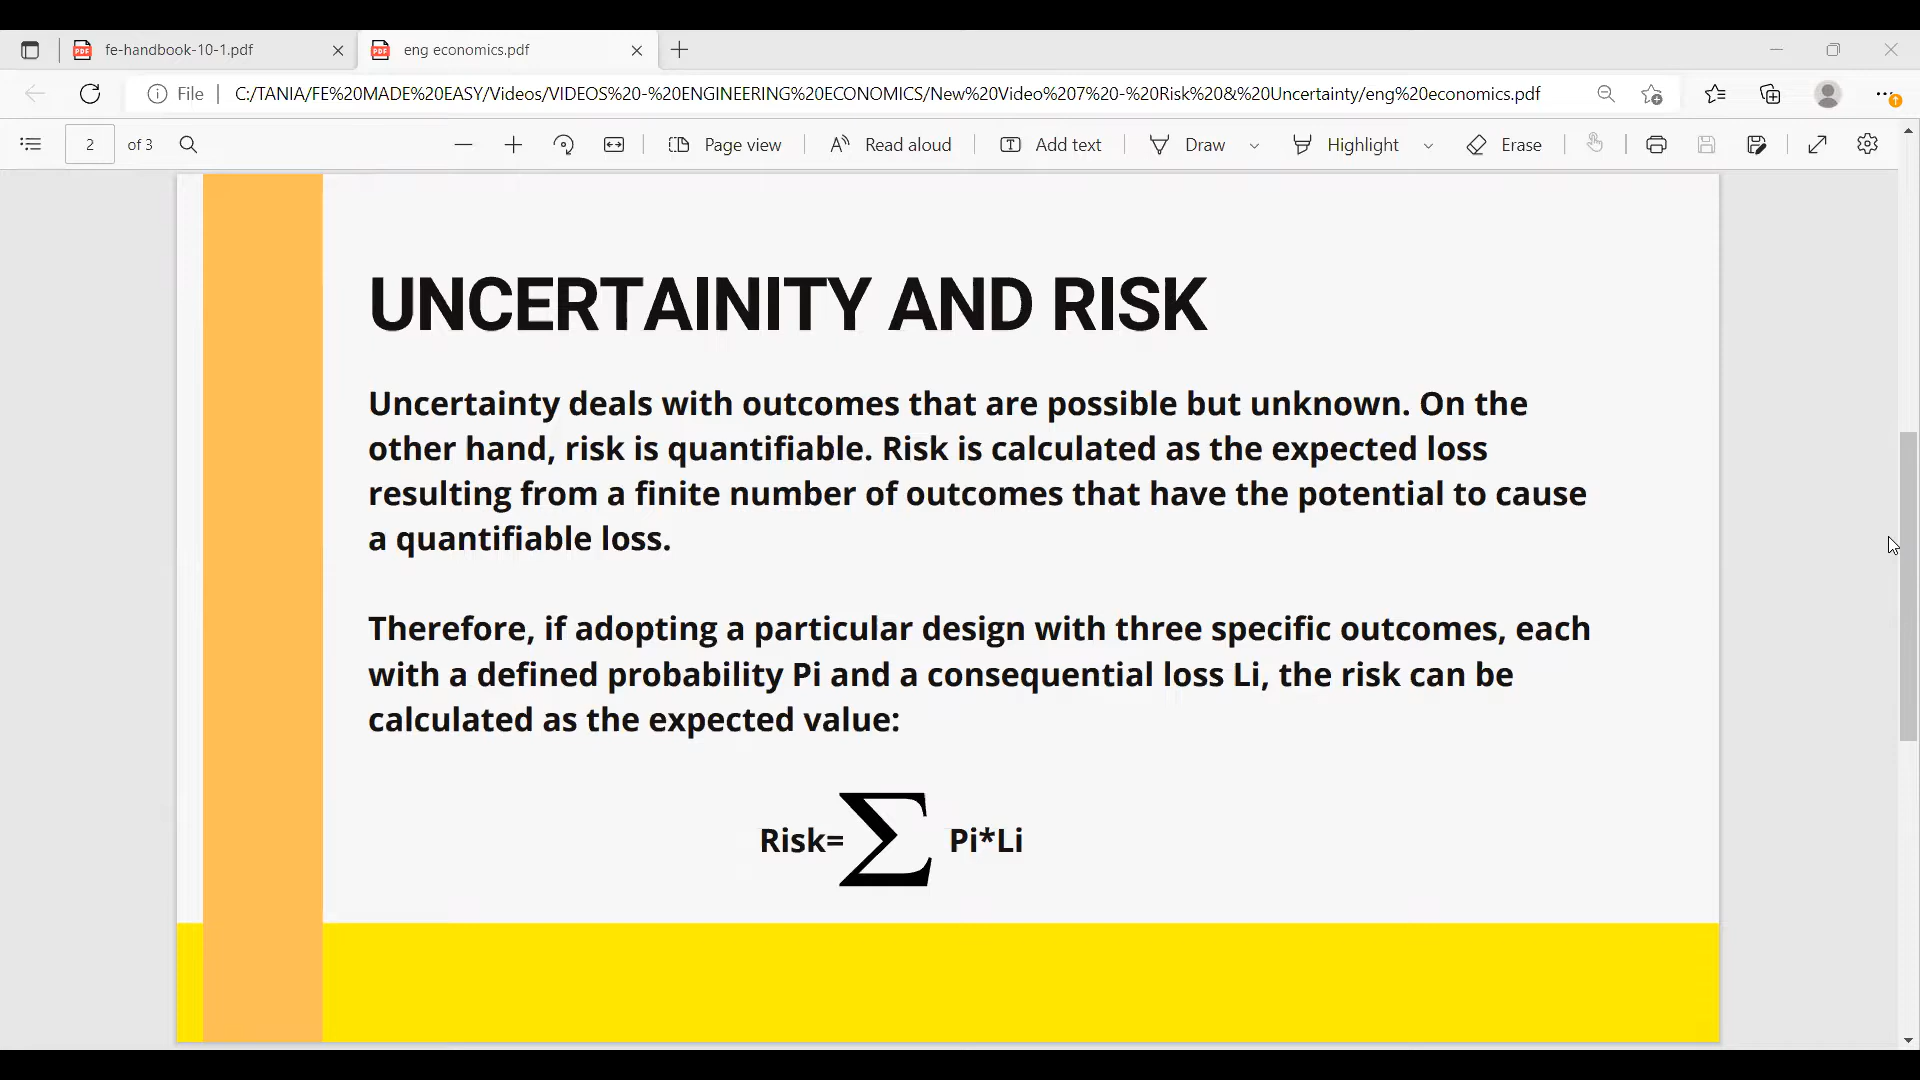 fe-handbook-10-1.pdf
eng economics.pdf
File
C:/TANIA/FE%20MADE%20EASY/Videos/VIDEOS%20-%20ENGINEERING%20ECONOMICS/New%20Video%207%20-%20Risk%20&%20Uncertainty/eng%20economics.pdf
2 of 3
Page view
Read aloud
Add text
Draw
Highlight
Erase
UNCERTAINITY AND RISK
Uncertainty deals with outcomes that are possible but unknown. On the
other hand, risk is quantifiable. Risk is calculated as the expected loss
resulting from a finite number of outcomes that have the potential to cause
a quantifiable loss.
Therefore, if adopting a particular design with three specific outcomes, each
with a defined probability Pi and a consequential loss Li, the risk can be
calculated as the expected value:
Risk=∑ Pi*Li